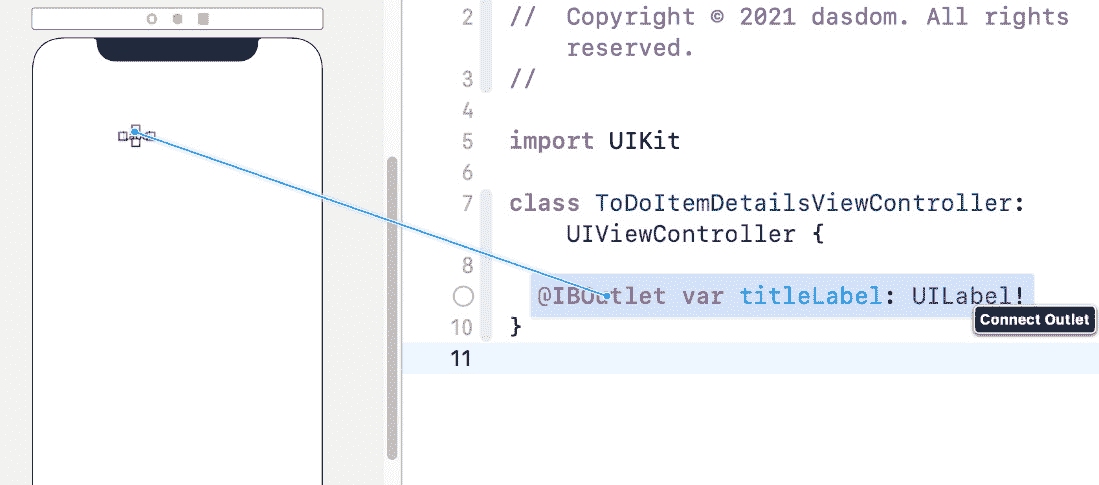 2 // Copyright © 2021 dasdom. All rights
reserved.
3 //
4
5 import UIKit
6
7 class ToDoItemDetailsViewController:
UIViewController {
8
@IBOutlet var titleLabel: UILabel!
Connect Outlet
10 }
11